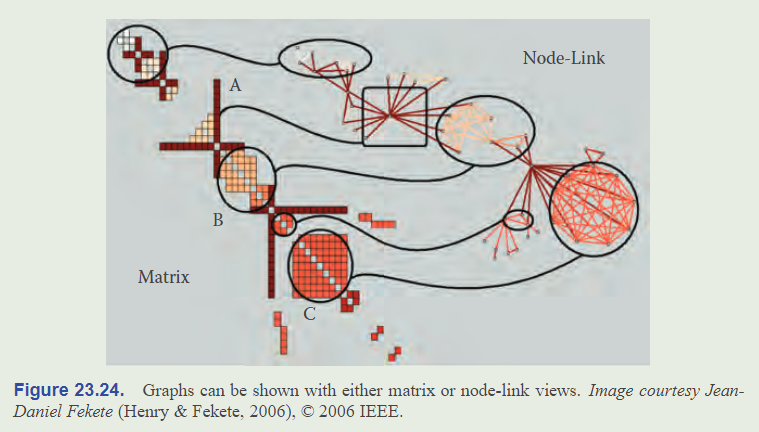 Node-Link
A
B
Matrix
C
Figure 23.24. Graphs can be shown with either matrix or node-link views. Image courtesy Jean-
Daniel Fekete (Henry & Fekete, 2006), © 2006 IEEE.